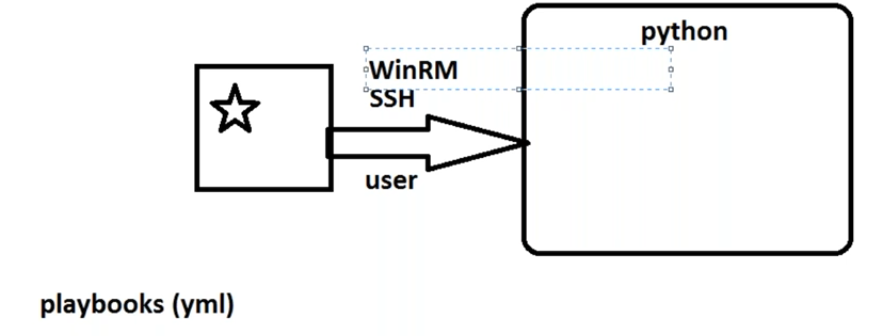 python
WinRM
SSH
user
playbooks (yml)